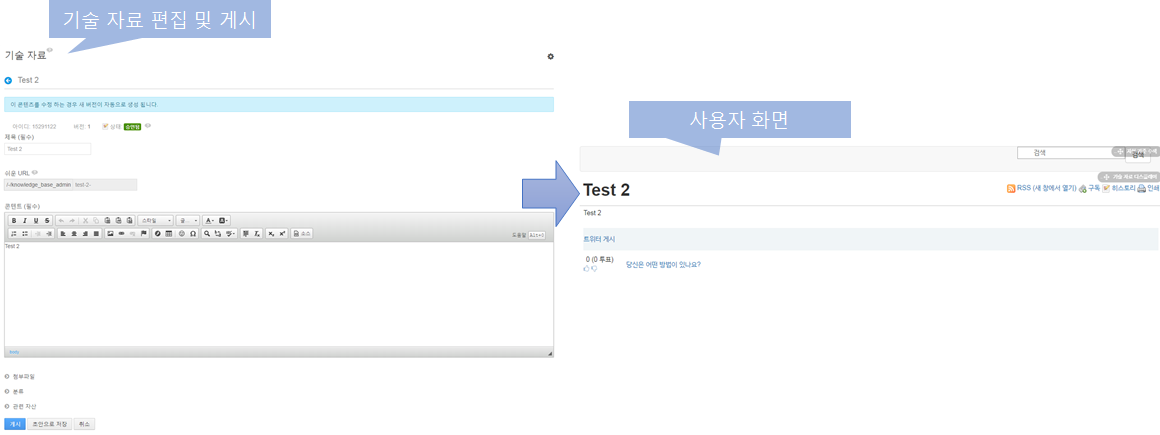 기술 자료 편집 및 게시
기술 자료
Test 2
이 콘텐츠를 수정 하는 경우 새 버전이 자동으로 생성 됩니다.
아이디: 15201122 버전: 1 상태: 승인됨
제목 (필수)
Test 2
쉬운 URL
/-/knowledge_base_admin test-2-
콘텐트 (필수)
B I U S 스타일
소스
도움말 Alt+0
Test 2
body
첨부파일
분류
관련 자산
게시 초안으로 저장 취소
사용자 화면
검색 검색
Test 2
RSS (새 창에서 열기) 구독 히스토리 인쇄
Test 2
트위터 게시
0 (0 투표)
당신은 어떤 방법이 있나요?